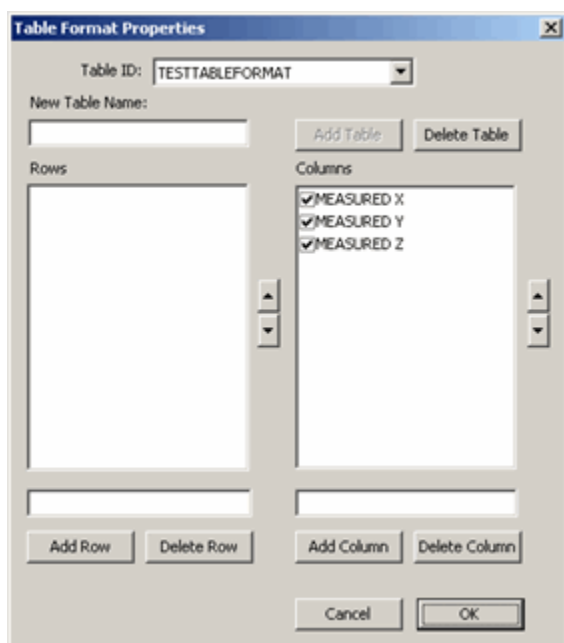 Table Format Properties
Table ID: TESTTABLEFORMAT
New Table Name:
Add Table Delete Table
Rows Columns
MEASURED X
MEASURED Y
MEASURED Z
Add Row Delete Row Add Column Delete Column
Cancel OK